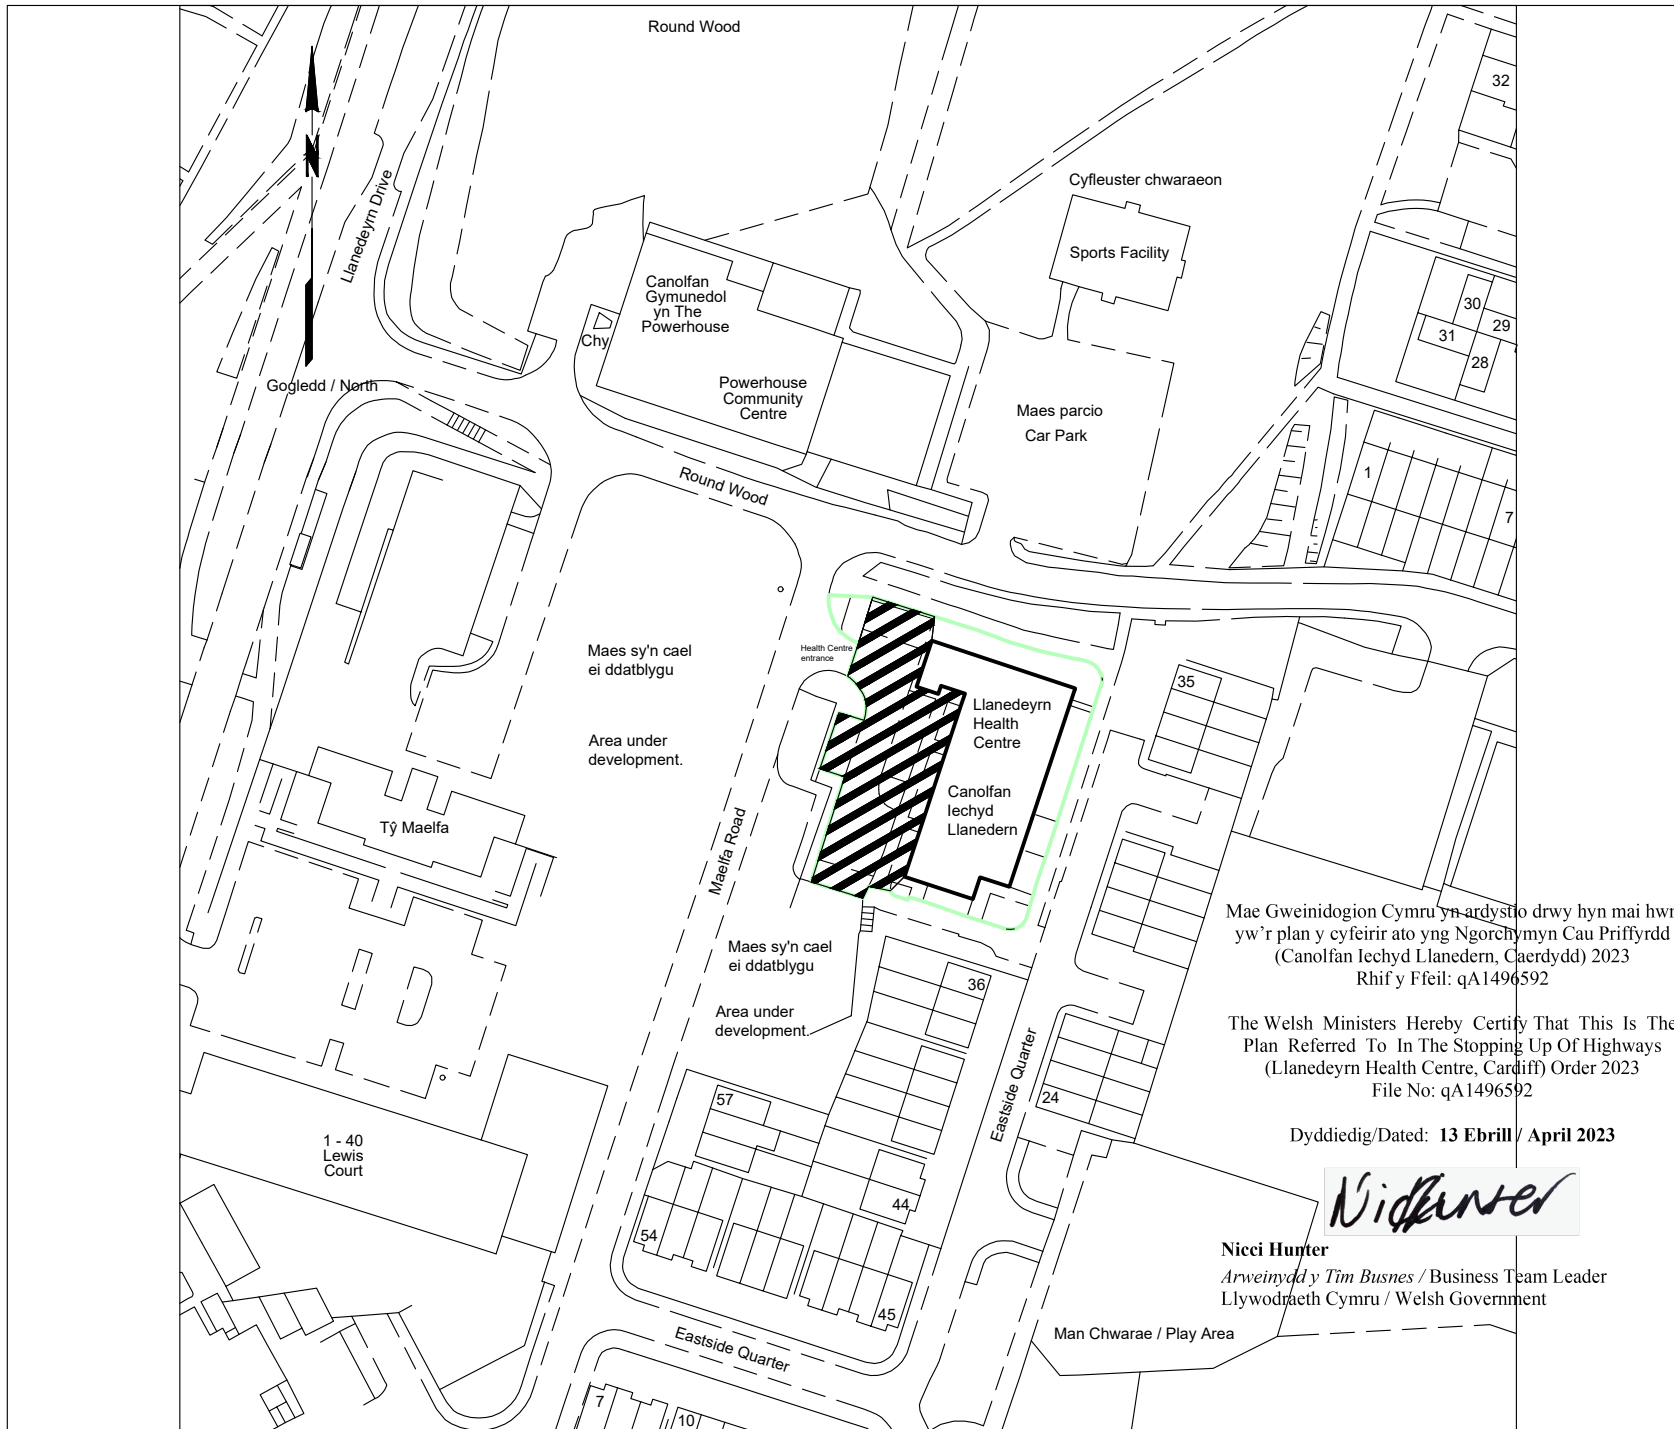 Round Wood
32
Cyfleuster chwaraeon
Sports Facility
Llanedeyrn Drive
N
Gogledd / North
Canolfan
Gymunedol
yn The
Powerhouse
Chy
Powerhouse
Community
Centre
30
29
31
28
Maes parcio
Car Park
1
7
Round Wood
Health Centre
entrance
Maes sy'n cael
ei ddatblygu
Area under
development.
Llanedeyrn
Health
Centre
Canolfan
Iechyd
Llanedern
35
Tŷ Maelfa
Maelfa Road
Maes sy'n cael
ei ddatblygu
Area under
development.
36
Eastside Quarter
24
57
44
54
45
1 - 40
Lewis
Court
Eastside Quarter
7
10
Man Chwarae / Play Area
Mae Gweinidogion Cymru yn ardystio drwy hyn mai hwn
yw'r plan y cyfeirir ato yng Ngorchymyn Cau Priffyrdd
(Canolfan Iechyd Llanedern, Caerdydd) 2023
Rhif y Ffeil: qA1496592
The Welsh Ministers Hereby Certify That This Is The
Plan Referred To In The Stopping Up Of Highways
(Llanedeyrn Health Centre, Cardiff) Order 2023
File No: qA1496592
Dyddiedig/Dated: 13 Ebrill / April 2023
Nicci Hunter
Arweinydd y Tîm Busnes / Business Team Leader
Llywodraeth Cymru / Welsh Government